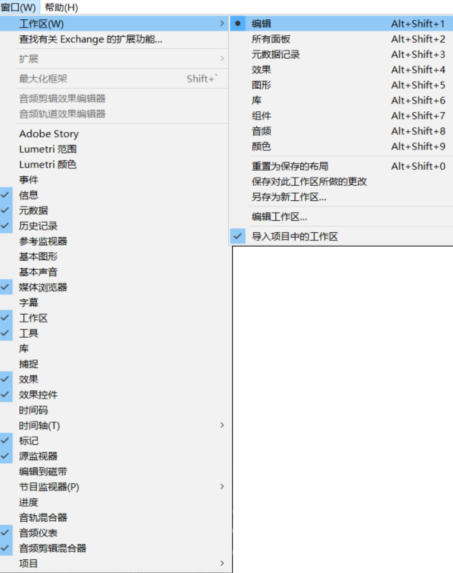 窗口(W) 帮助(H)
工作区(W)
查找有关 Exchange 的扩展功能...
扩展
最大化框架 Shift+`
音频剪辑效果编辑器
音频轨道效果编辑器
Adobe Story
Lumetri 范围
Lumetri 颜色
事件
信息
元数据
历史记录
参考监视器
基本图形
基本声音
媒体浏览器
字幕
工作区
工具
库
捕捉
效果
效果控件
时间码
时间轴(T)
标记
源监视器
编辑到磁带
节目监视器(P)
进度
音轨混合器
音频仪表
音频剪辑混合器
项目
编辑 Alt+Shift+1
所有面板 Alt+Shift+2
元数据记录 Alt+Shift+3
效果 Alt+Shift+4
图形 Alt+Shift+5
库 Alt+Shift+6
组件 Alt+Shift+7
音频 Alt+Shift+8
颜色 Alt+Shift+9
重置为保存的布局 Alt+Shift+0
保存对此工作区所做的更改
另存为新工作区...
编辑工作区...
导入项目中的工作区